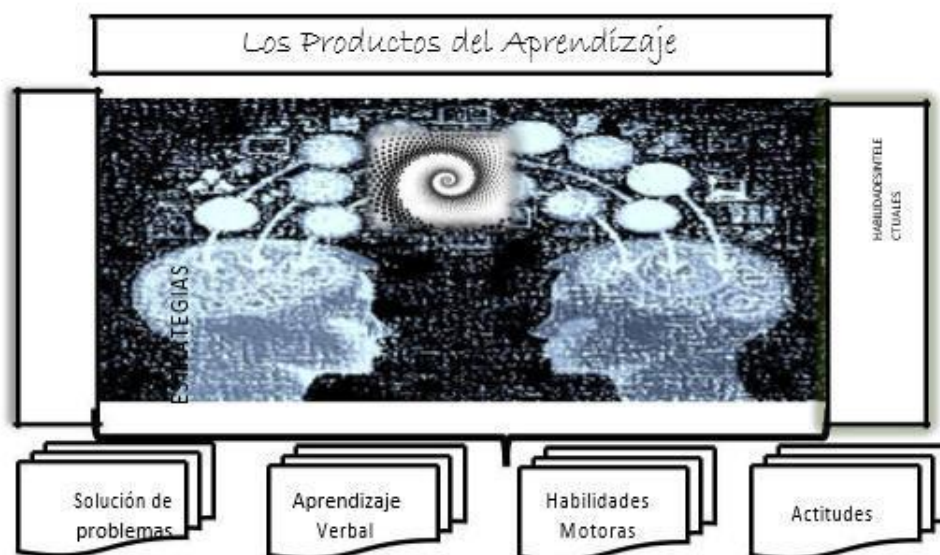 Los Productos del Aprendizaje
ESTRATEGIAS
HABILIDADESINTELE
CTUALES
Solución de
problemas
Aprendizaje
Verbal
Habilidades
Motoras
Actitudes